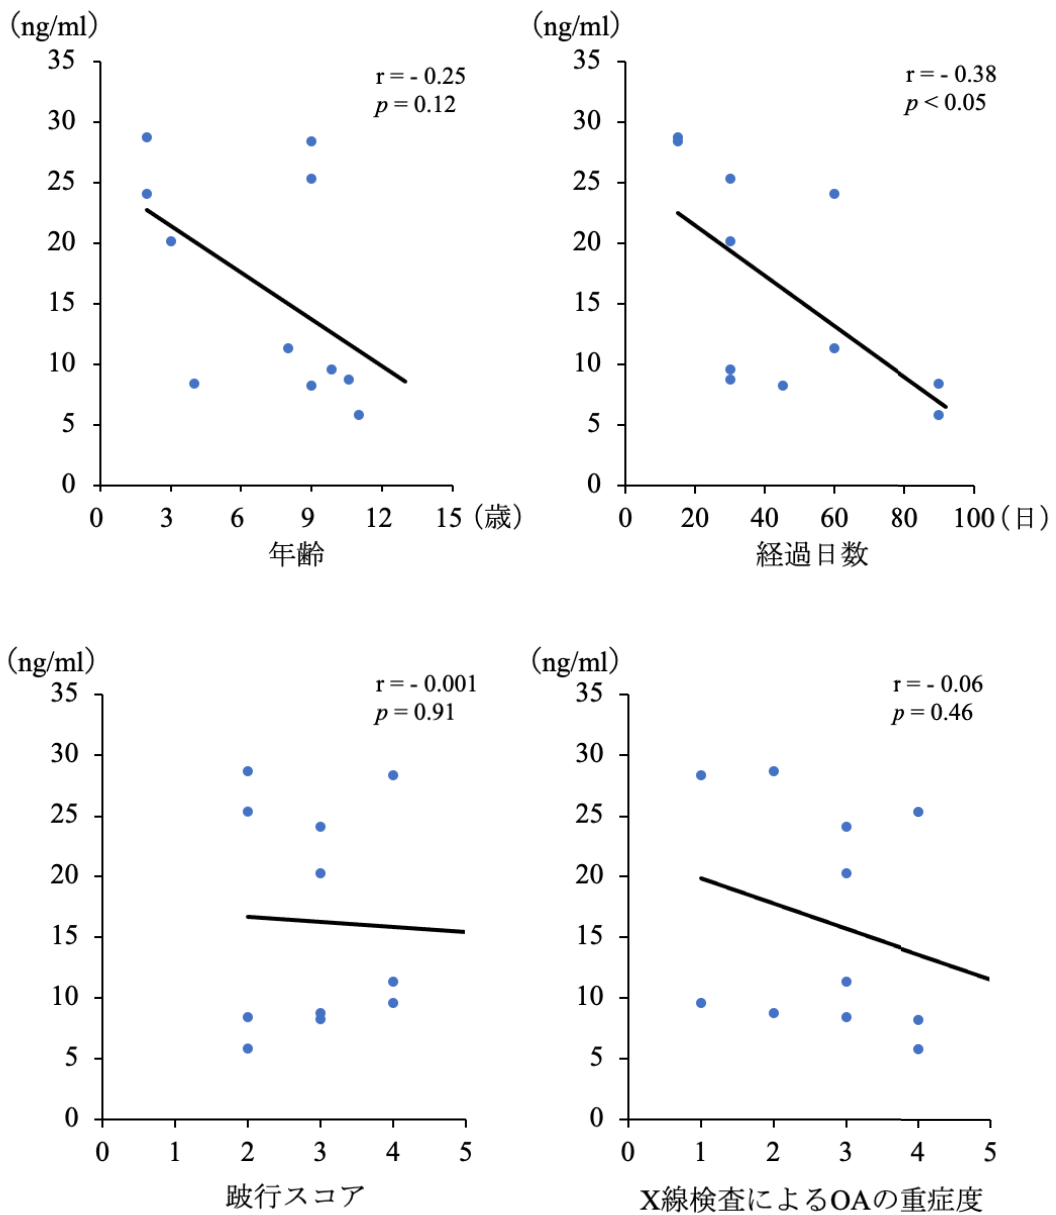 (ng/ml)
35
30
25
20
15
10
5
0
r = - 0.25
p = 0.12
0 3 6 9 12 15 (歳)
年齢
(ng/ml)
35
30
25
20
15
10
5
0
r = - 0.38
p < 0.05
0 20 40 60 80 100 (日)
経過日数
(ng/ml)
35
30
25
20
15
10
5
0
r = - 0.001
p = 0.91
0 1 2 3 4 5
跛行スコア
(ng/ml)
35
30
25
20
15
10
5
0
r = - 0.06
p = 0.46
0 1 2 3 4 5
X線検査によるOAの重症度